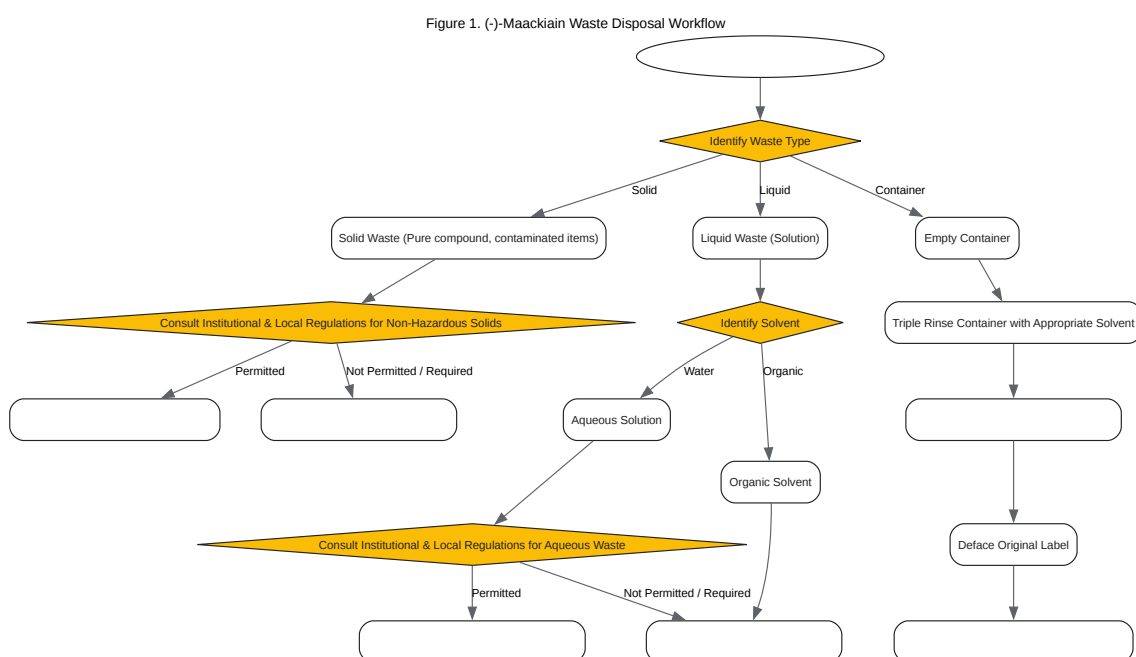 Figure 1. (-)-Maackiain Waste Disposal Workflow
Identify Waste Type
Solid
Liquid
Container
Solid Waste (Pure compound, contaminated items)
Liquid Waste (Solution)
Empty Container
Consult Institutional & Local Regulations for Non-Hazardous Solids
Identify Solvent
Triple Rinse Container with Appropriate Solvent
Permitted
Not Permitted / Required
Water
Organic
Aqueous Solution
Organic Solvent
Consult Institutional & Local Regulations for Aqueous Waste
Deface Original Label
Permitted
Not Permitted / Required